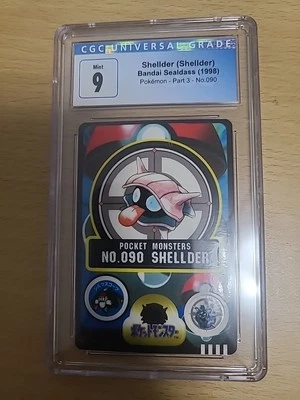 CGC UNIVERSAL GRADE
Mint
9
Shellder (Shellder)
Bandai Sealdass (1998)
Pokémon - Part 3 - No.090
POCKET MONSTERS
NO.090 SHELLDER
ポケットモンスター